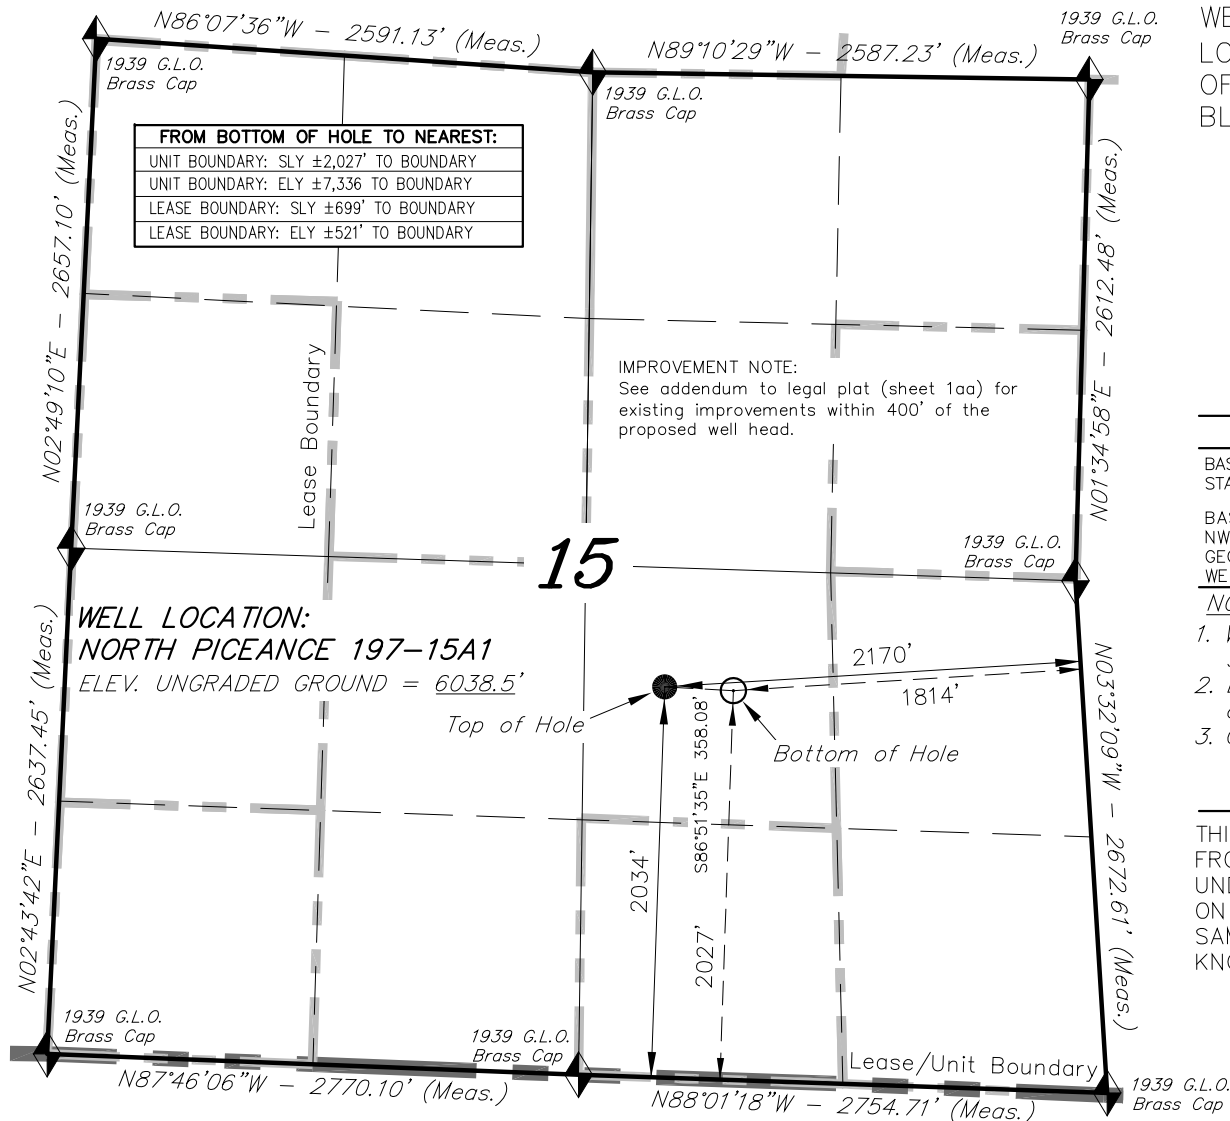 N86°07'36"W – 2591.13' (Meas.)
N89°10'29"W – 2587.23' (Meas.)
1939 G.L.O.
Brass Cap
1939 G.L.O.
Brass Cap
1939 G.L.O.
Brass Cap
FROM BOTTOM OF HOLE TO NEAREST:
UNIT BOUNDARY: SLY ±2,027' TO BOUNDARY
UNIT BOUNDARY: ELY ±7,336 TO BOUNDARY
LEASE BOUNDARY: SLY ±699' TO BOUNDARY
LEASE BOUNDARY: ELY ±521' TO BOUNDARY
N02°49'10"E – 2657.10' (Meas.)
N01°34'58"E – 2612.48' (Meas.)
Lease Boundary
IMPROVEMENT NOTE:
See addendum to legal plat (sheet 1aa) for
existing improvements within 400' of the
proposed well head.
1939 G.L.O.
Brass Cap
15
1939 G.L.O.
Brass Cap
WELL LOCATION:
NORTH PICEANCE 197–15A1
ELEV. UNGRADED GROUND = 6038.5'
2170'
1814'
Top of Hole
Bottom of Hole
S86°51'35"E 358.08'
2034'
2027'
N02°43'42"E – 2637.45' (Meas.)
N03°32'09"W – 2672.61' (Meas.)
1939 G.L.O.
Brass Cap
1939 G.L.O.
Brass Cap
Lease/Unit Boundary
1939 G.L.O.
Brass Cap
N87°46'06"W – 2770.10' (Meas.)
N88°01'18"W – 2754.71' (Meas.)
OF
1.
2.
3.
ON